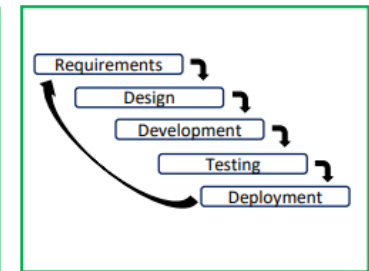 Requirements
Design
Development
Testing
Deployment